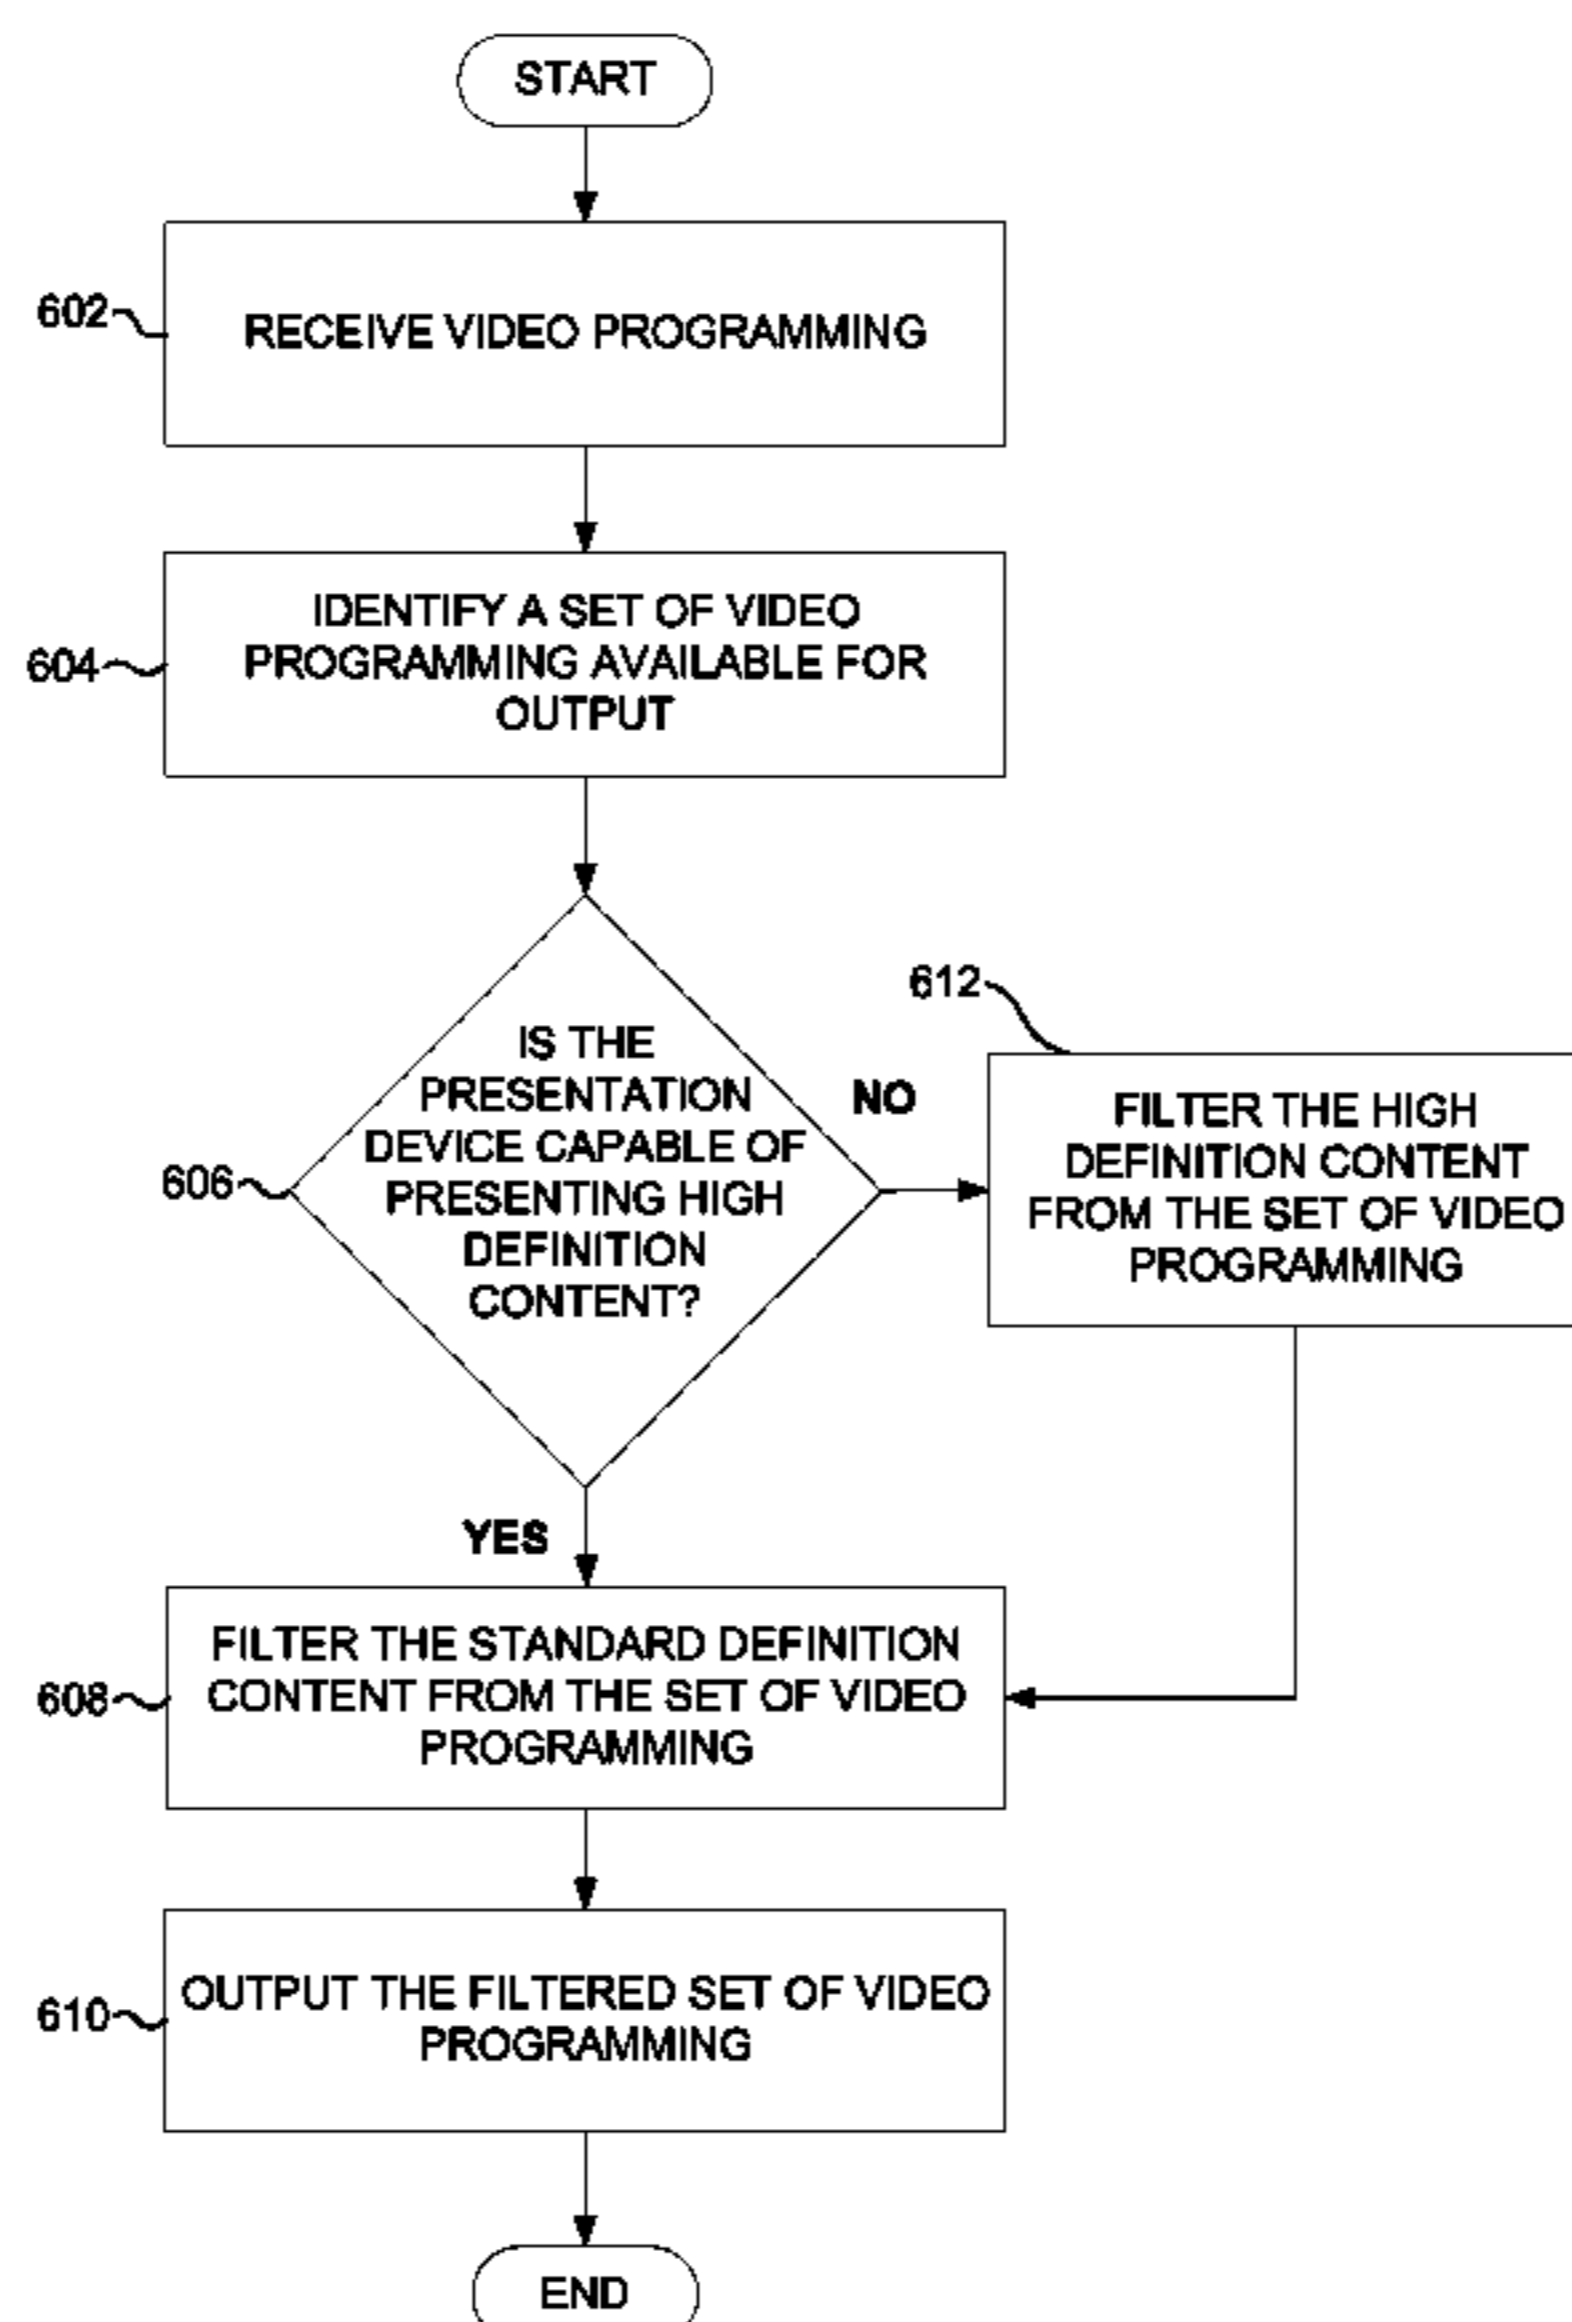 START
602
RECEIVE VIDEO PROGRAMMING
604
IDENTIFY A SET OF VIDEO
PROGRAMMING AVAILABLE FOR
OUTPUT
606
IS THE
PRESENTATION
DEVICE CAPABLE OF
PRESENTING HIGH
DEFINITION
CONTENT?
NO
612
FILTER THE HIGH
DEFINITION CONTENT
FROM THE SET OF VIDEO
PROGRAMMING
YES
608
FILTER THE STANDARD DEFINITION
CONTENT FROM THE SET OF VIDEO
PROGRAMMING
610
OUTPUT THE FILTERED SET OF VIDEO
PROGRAMMING
END